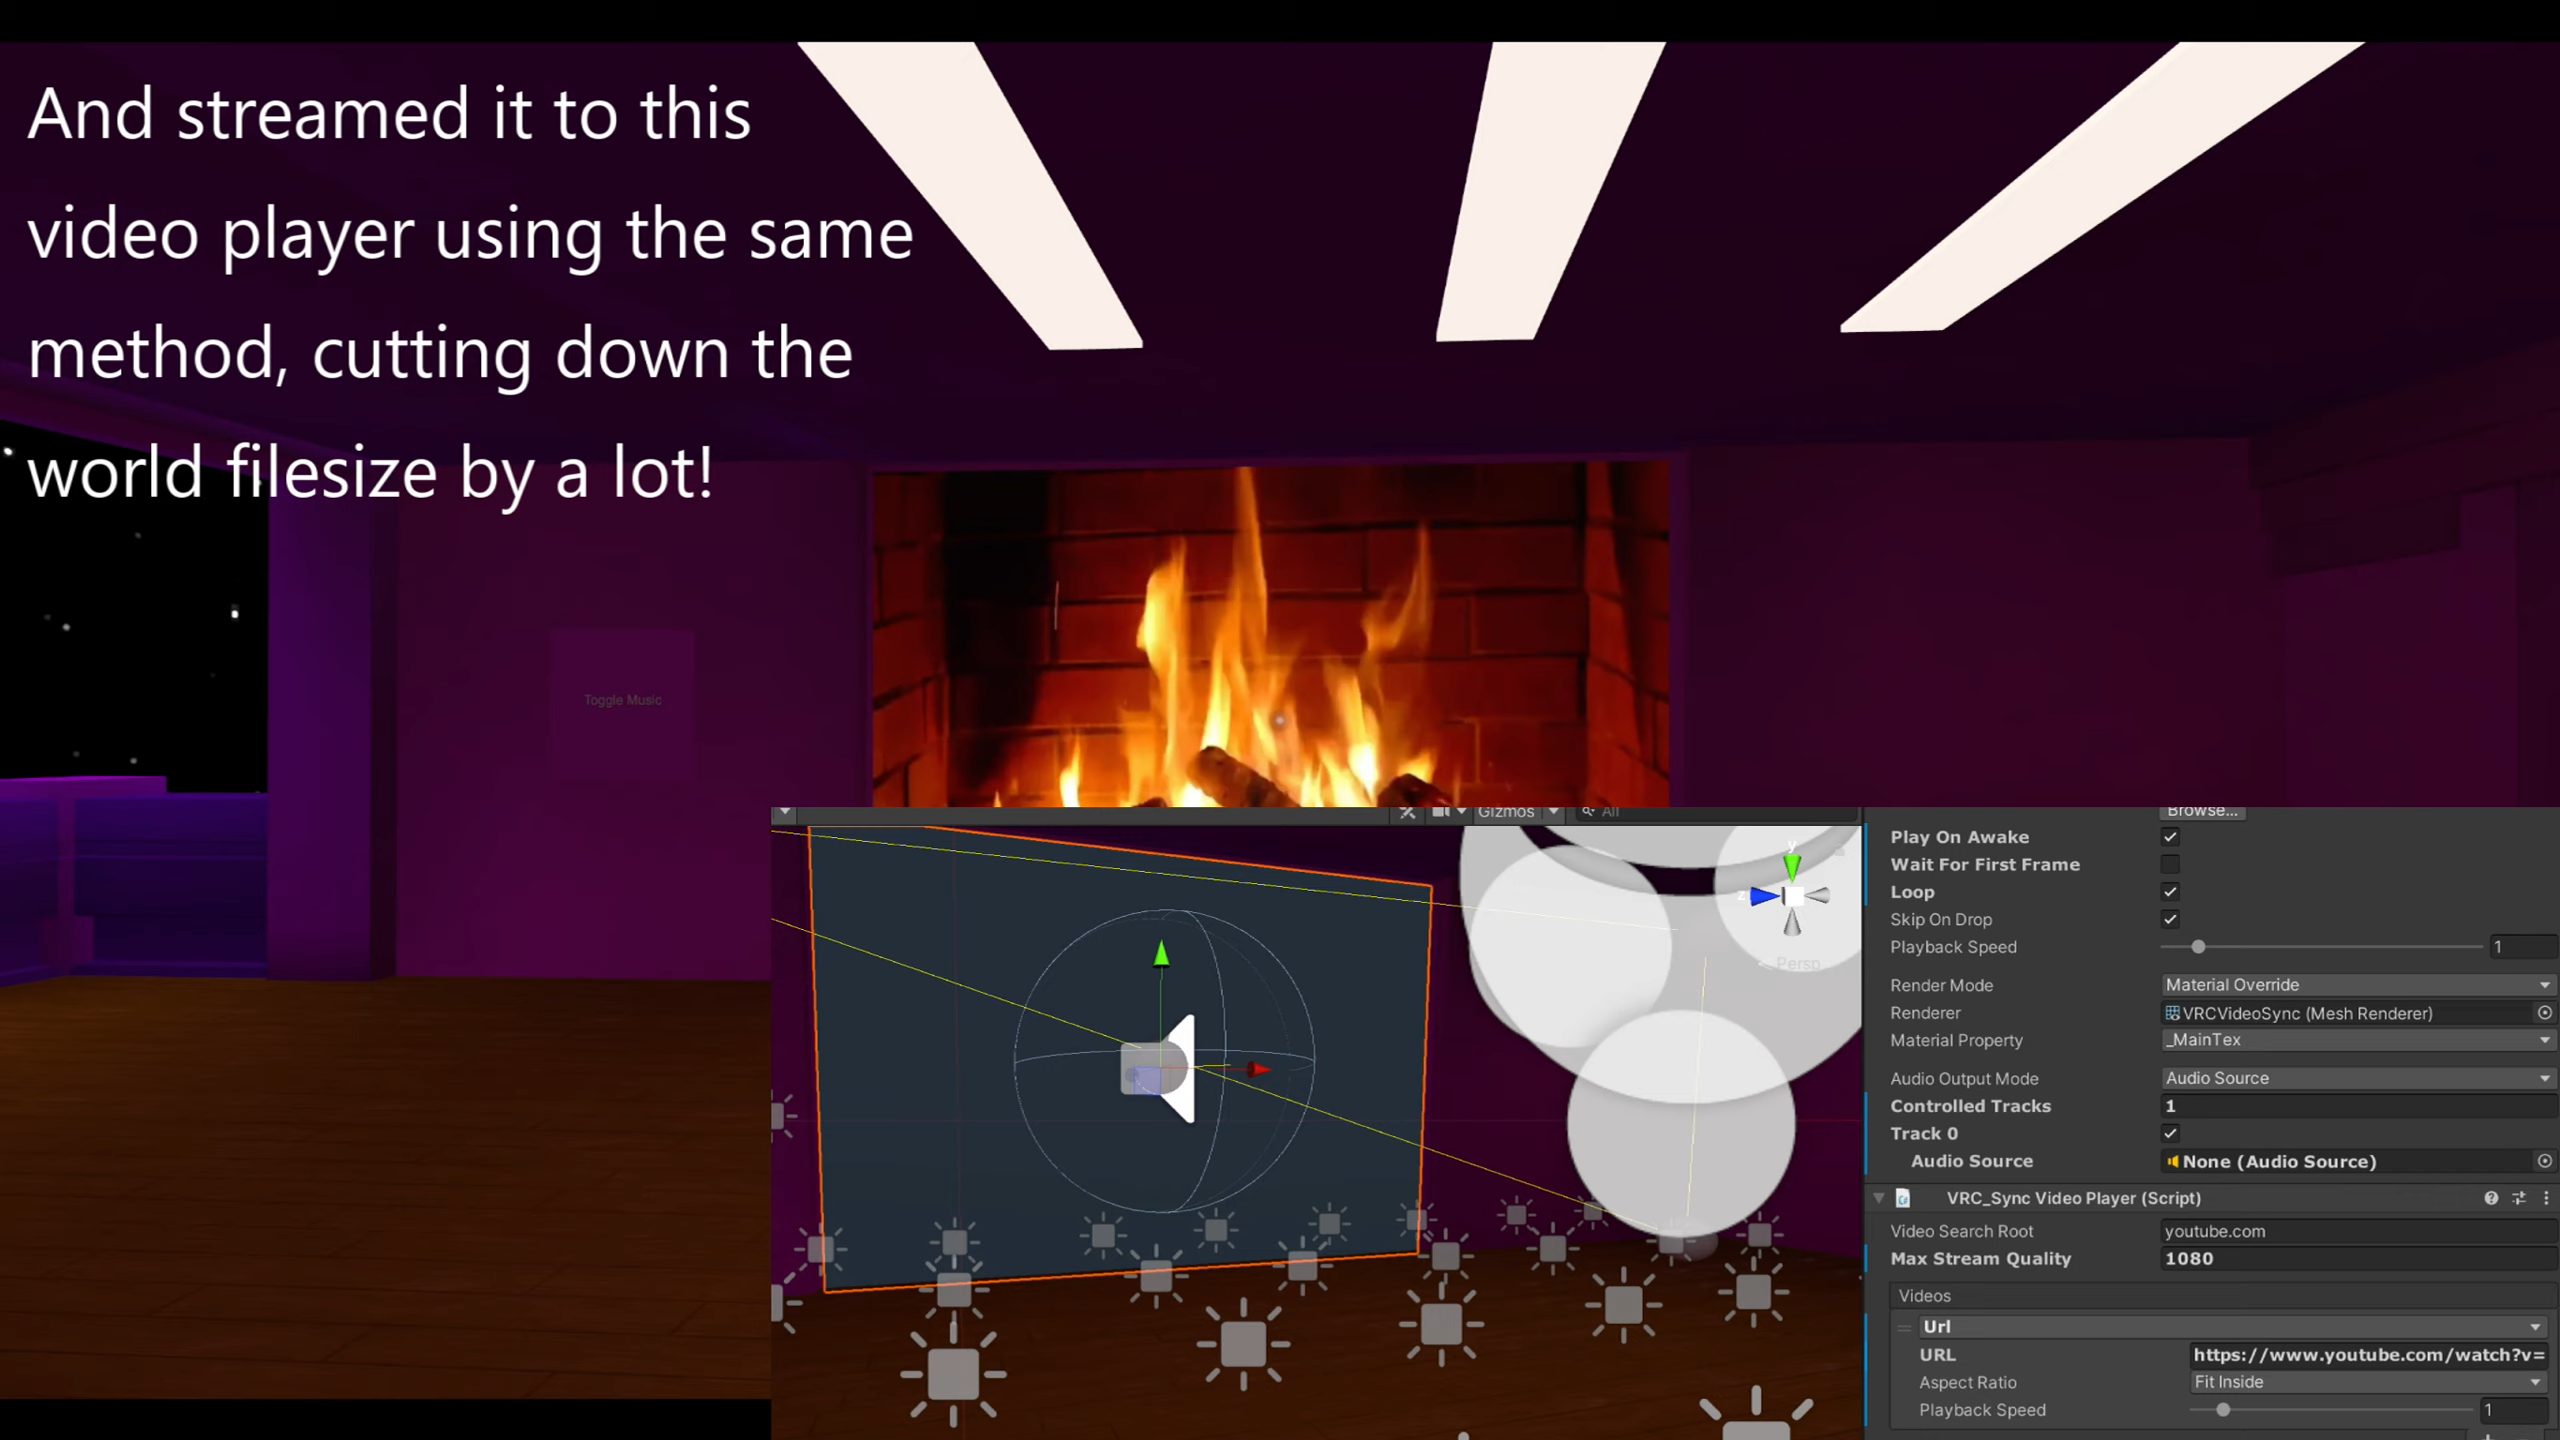 And streamed it to this
video player using the same
method, cutting down the
world filesize by a lot!
Toggle Music
Gizmos
All
Browse...
Play On Awake
Wait For First Frame
Loop
Skip On Drop
Playback Speed 1
Render Mode Material Override
Renderer VRCVideoSync (Mesh Renderer)
Material Property _MainTex
Audio Output Mode Audio Source
Controlled Tracks 1
Track 0
Audio Source None (Audio Source)
VRC_Sync Video Player (Script)
Video Search Root youtube.com
Max Stream Quality 1080
Videos
Url
URL https://www.youtube.com/watch?v=
Aspect Ratio Fit Inside
Playback Speed 1
y
z
Persp